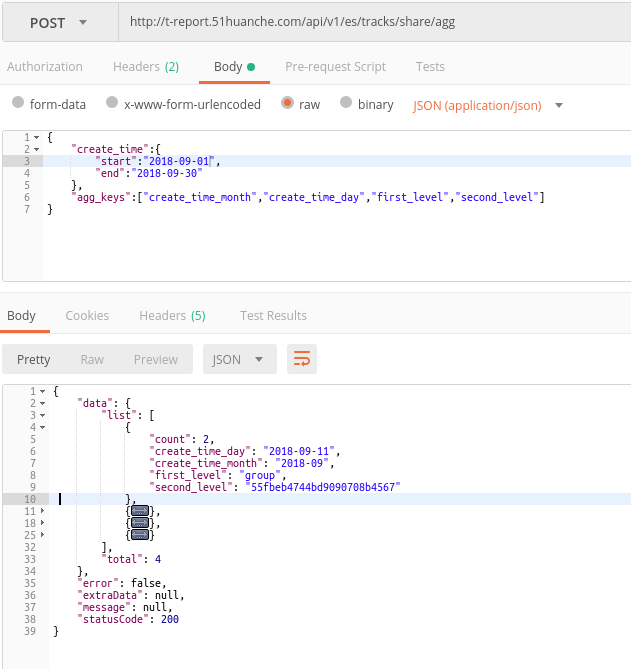 POST http://t-report.51huanche.com/api/v1/es/tracks/share/agg
Authorization Headers (2) Body Pre-request Script Tests
form-data x-www-form-urlencoded raw binary JSON (application/json)
1 {
2 "create_time":{
3 "start":"2018-09-01",
4 "end":"2018-09-30"
5 },
6 "agg_keys":["create_time_month","create_time_day","first_level","second_level"]
7 }
Body Cookies Headers (5) Test Results
Pretty Raw Preview JSON
1 {
2 "data": {
3 "list": [
4 {
5 "count": 2,
6 "create_time_day": "2018-09-11",
7 "create_time_month": "2018-09",
8 "first_level": "group",
9 "second_level": "55fbeb4744bd9090708b4567"
10 },
11 {},
18 {},
25 {}
32 ],
33 "total": 4
34 },
35 "error": false,
36 "extraData": null,
37 "message": null,
38 "statusCode": 200
39 }